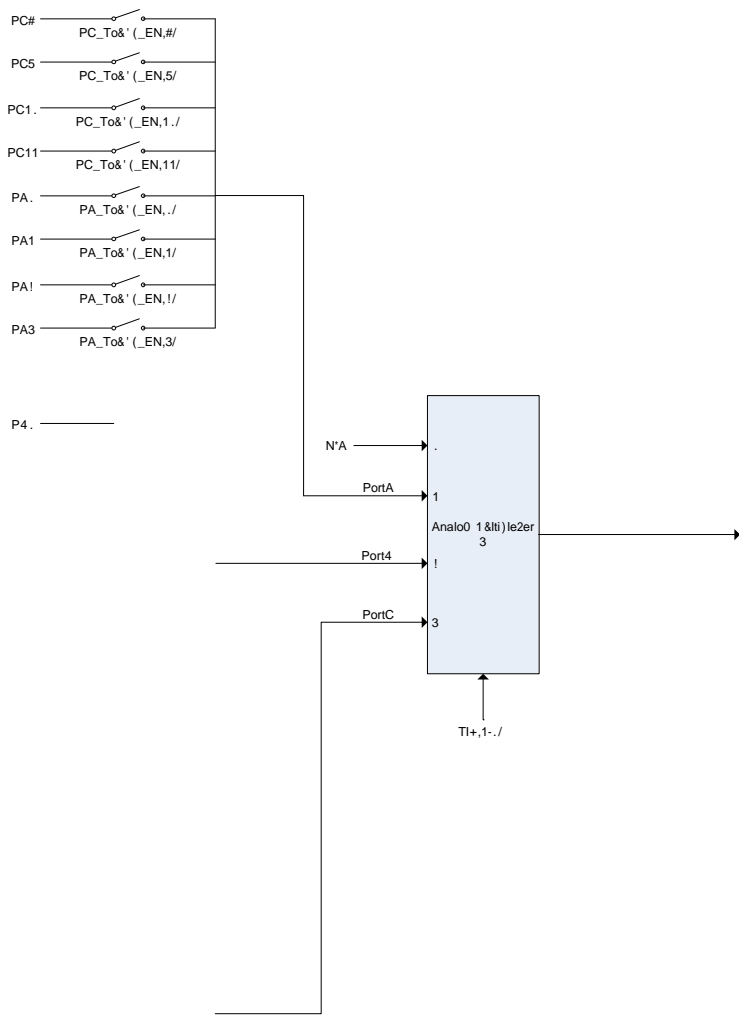 PC#
PC_To&'(_EN,#/
PC5
PC_To&'(_EN,5/
PC1.
PC_To&'(_EN,1./
PC11
PC_To&'(_EN,11/
PA.
PA_To&'(_EN,./
PA1
PA_To&'(_EN,1/
PA!
PA_To&'(_EN,!/
PA3
PA_To&'(_EN,3/
P4.
N*A
.
PortA
1
Analo0 1&lti)le2er
3
Port4
!
PortC
3
TI+,1-./